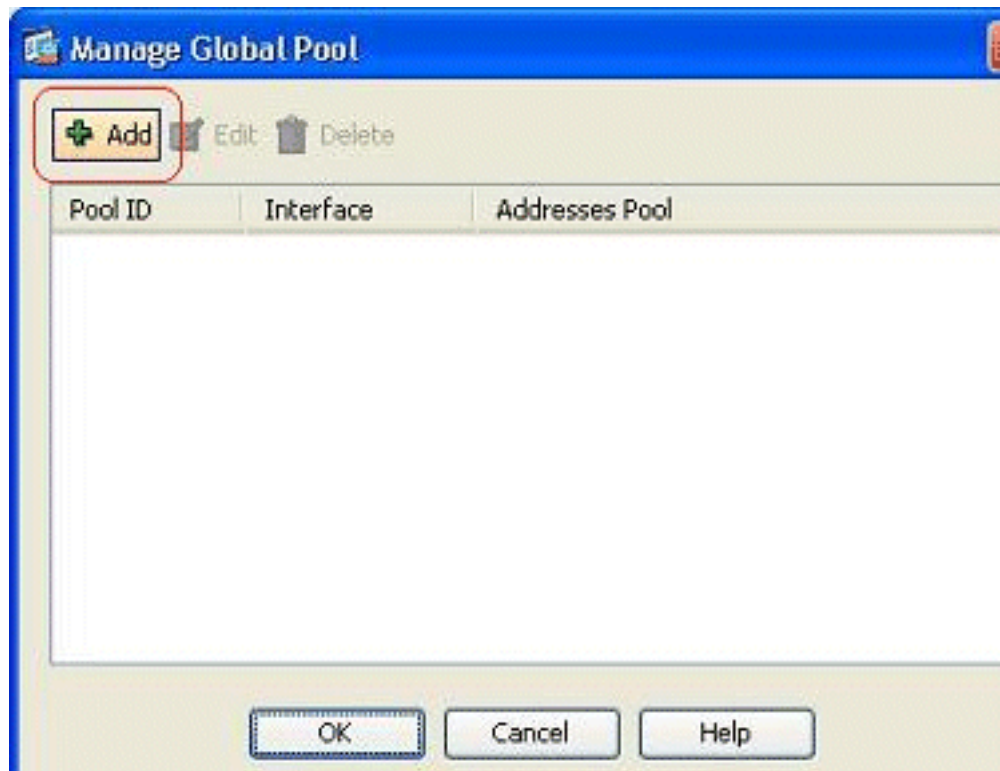 Manage Global Pool
Add Edit Delete
Pool ID Interface Addresses Pool
OK Cancel Help